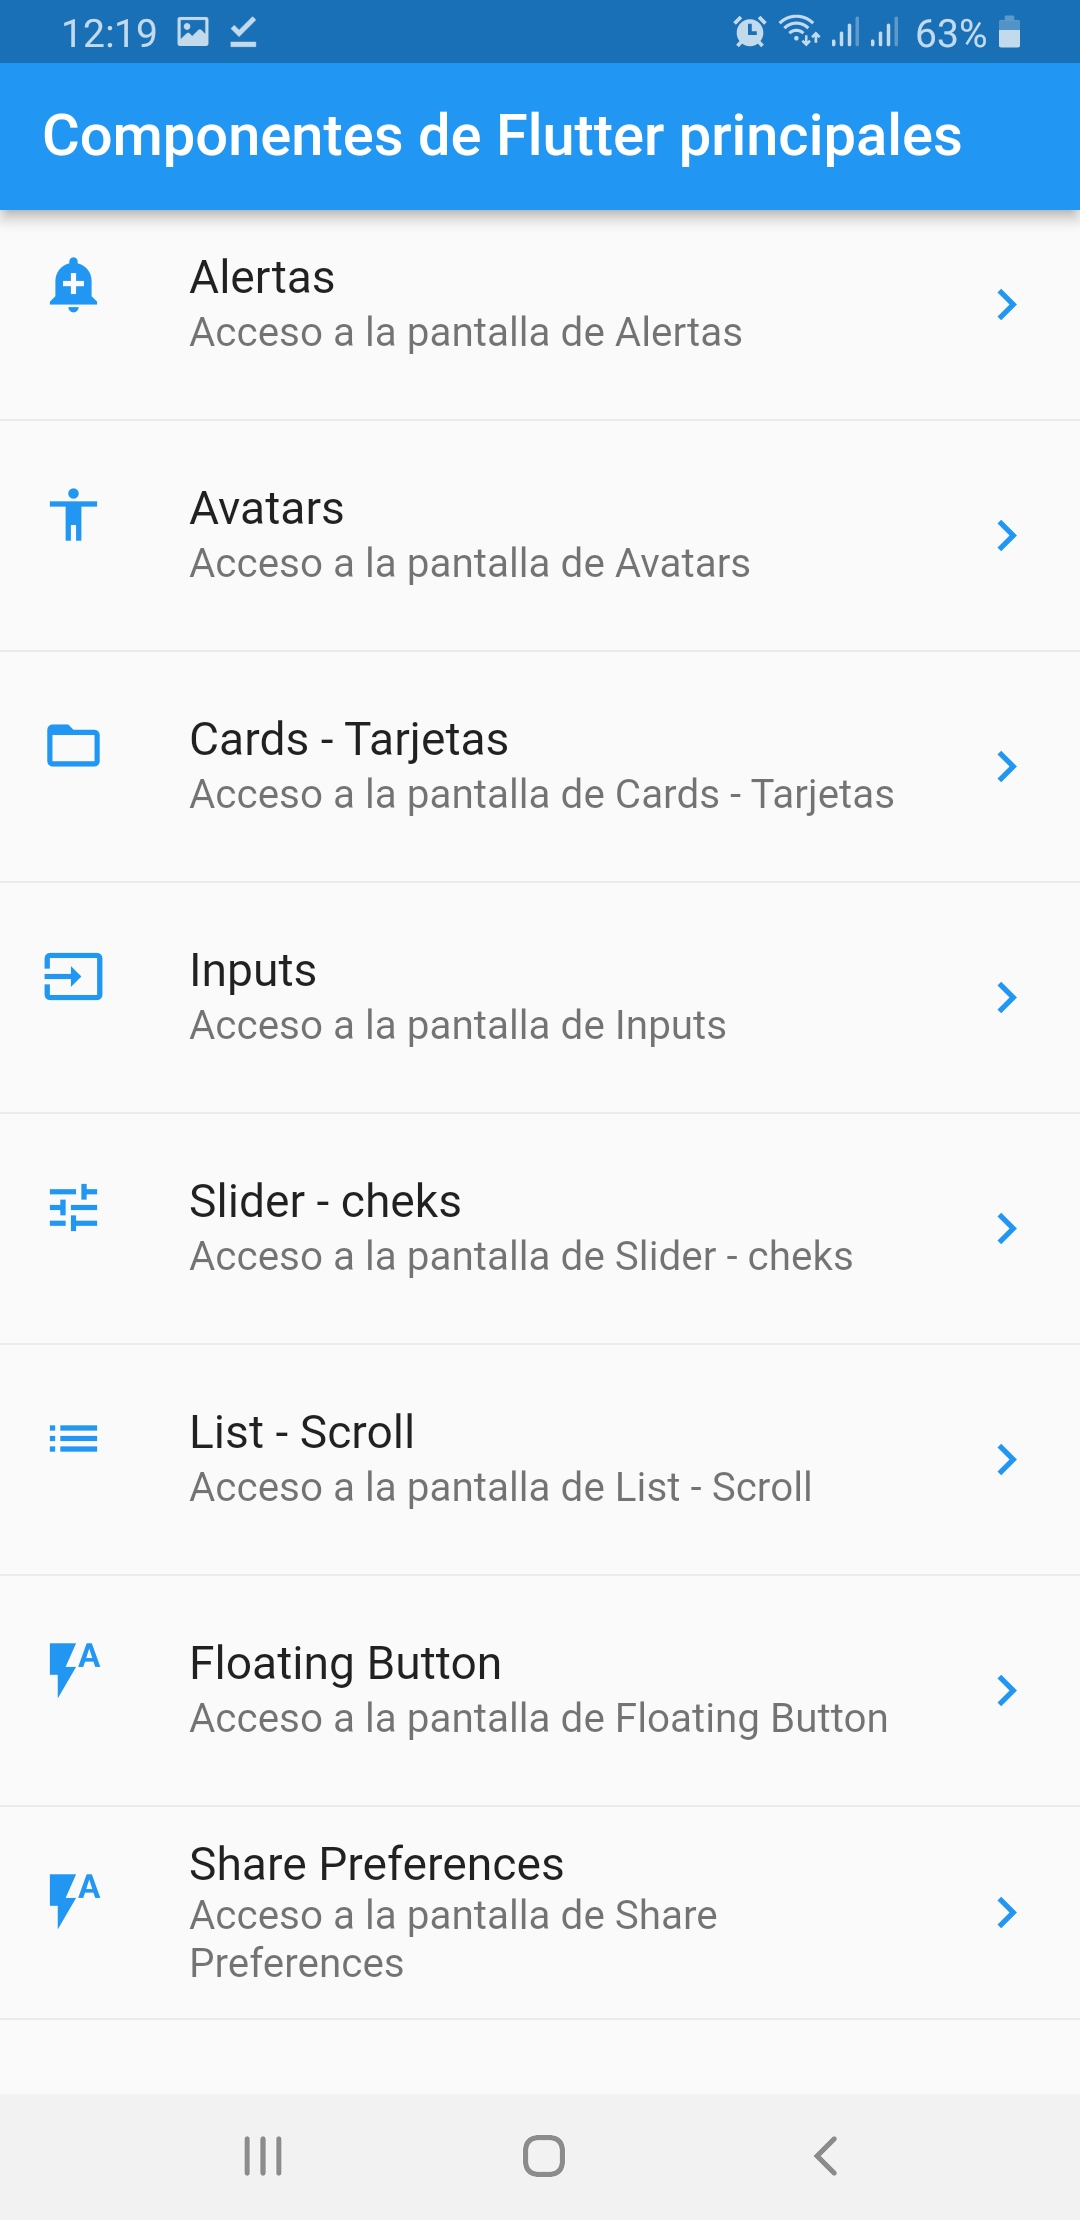 12:19 63%
Componentes de Flutter principales
Alertas
Acceso a la pantalla de Alertas
Avatars
Acceso a la pantalla de Avatars
Cards - Tarjetas
Acceso a la pantalla de Cards - Tarjetas
Inputs
Acceso a la pantalla de Inputs
Slider - cheks
Acceso a la pantalla de Slider - cheks
List - Scroll
Acceso a la pantalla de List - Scroll
Floating Button
Acceso a la pantalla de Floating Button
Share Preferences
Acceso a la pantalla de Share
Preferences